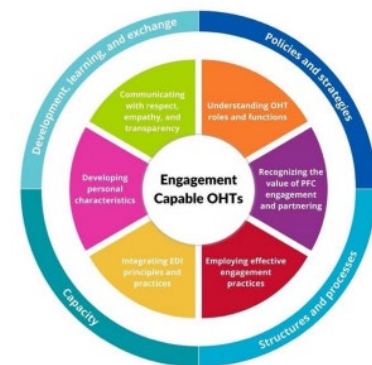 Development, learning, and exchange
Policies and strategies
Communicating
with respect,
empathy, and
transparency
Understanding OHT
roles and functions
Developing
personal
characteristics
Engagement
Capable OHTs
Recognizing the
value of PFC
engagement
and partnering
Integrating EDI
principles and
practices
Employing effective
engagement
practices
Capacity
Structures and processes